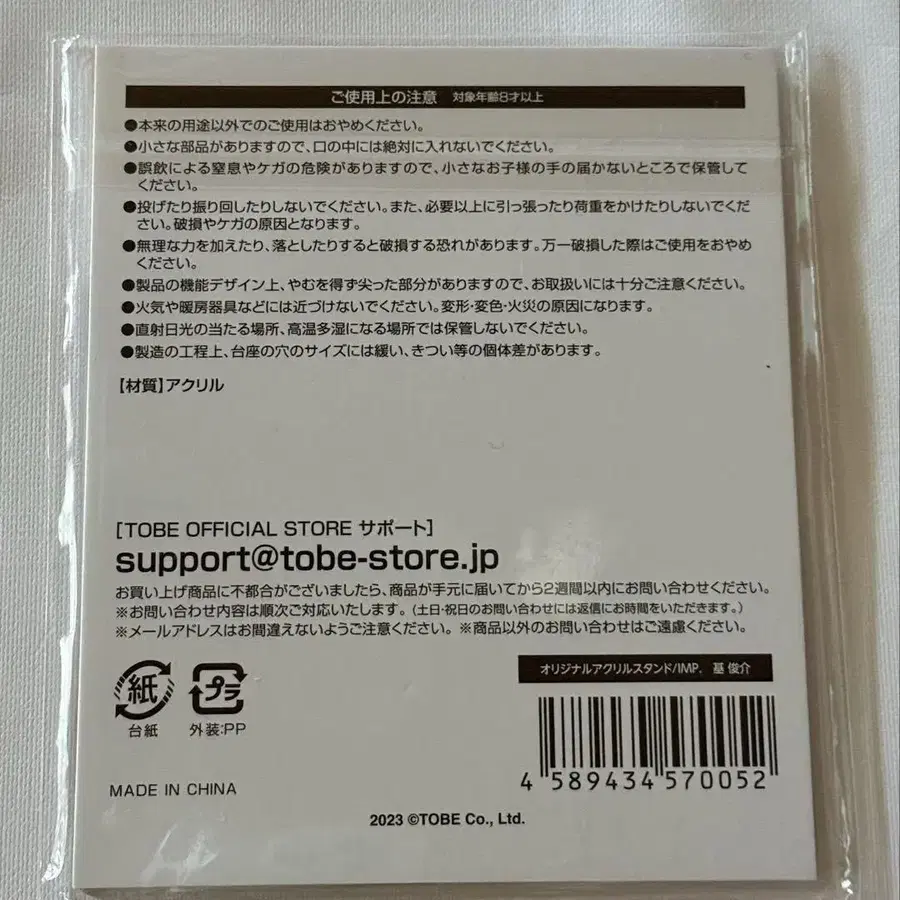 ご使用上の注意 対象年齢8才以上
●本来の用途以外でのご使用はおやめください。
●小さな部品がありますので、口の中には絶対に入れないでください。
●誤飲による窒息やケガの危険がありますので、小さなお子様の手の届かないところで保管して
ください。
●投げたり振り回したりしないでください。また、必要以上に引っ張ったり荷重をかけたりしないでくだ
さい。破損やケガの原因となります。
●無理な力を加えたり、落としたりすると破損する恐れがあります。万一破損した際はご使用をおやめ
ください。
●製品の機能デザイン上、やむを得ず尖った部分がありますので、お取扱いには十分ご注意ください。
●火気や暖房器具などには近づけないでください。変形・変色・火災の原因になります。
●直射日光の当たる場所、高温多湿になる場所では保管しないでください。
●製造の工程上、台座の穴のサイズには緩い、きつい等の個体差があります。
【材質】アクリル
[TOBE OFFICIAL STORE サポート]
support@tobe-store.jp
お買い上げ商品に不都合がございましたら、商品が手元に届いてから2週間以内にお問い合わせください。
※お問い合わせ内容は順次ご対応いたします。(土日・祝日のお問い合わせには返信にお時間をいただきます。)
※メールアドレスはお間違えないようご注意ください。※商品以外のお問い合わせはご遠慮ください。
オリジナルアクリルスタンド/IMP. 基 俊介
紙 プラ
台紙 外装:PP
4 589434 570052
MADE IN CHINA
2023 ©TOBE Co., Ltd.